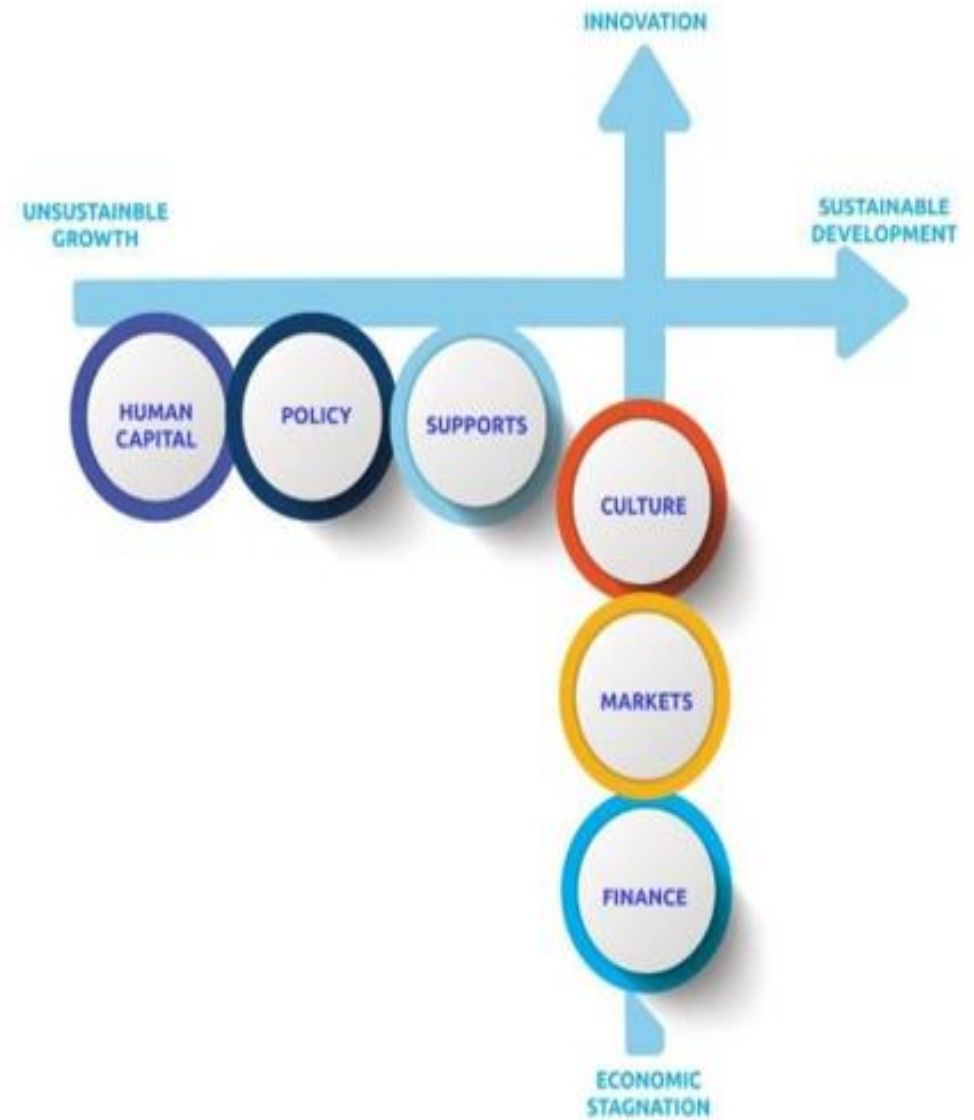 INNOVATION
UNSUSTAINBLE
GROWTH
SUSTAINABLE
DEVELOPMENT
HUMAN
CAPITAL
POLICY
SUPPORTS
CULTURE
MARKETS
FINANCE
ECONOMIC
STAGNATION